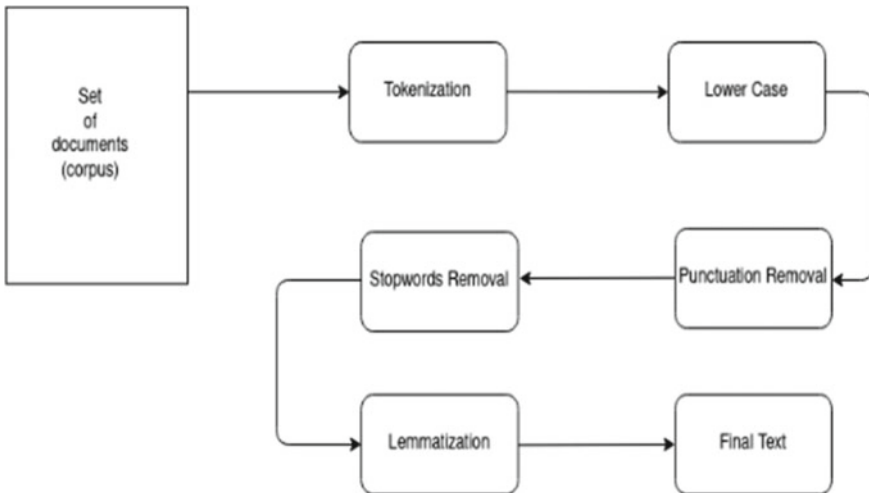 Set
of
documents
(corpus)
Tokenization
Lower Case
Punctuation Removal
Stopwords Removal
Lemmatization
Final Text